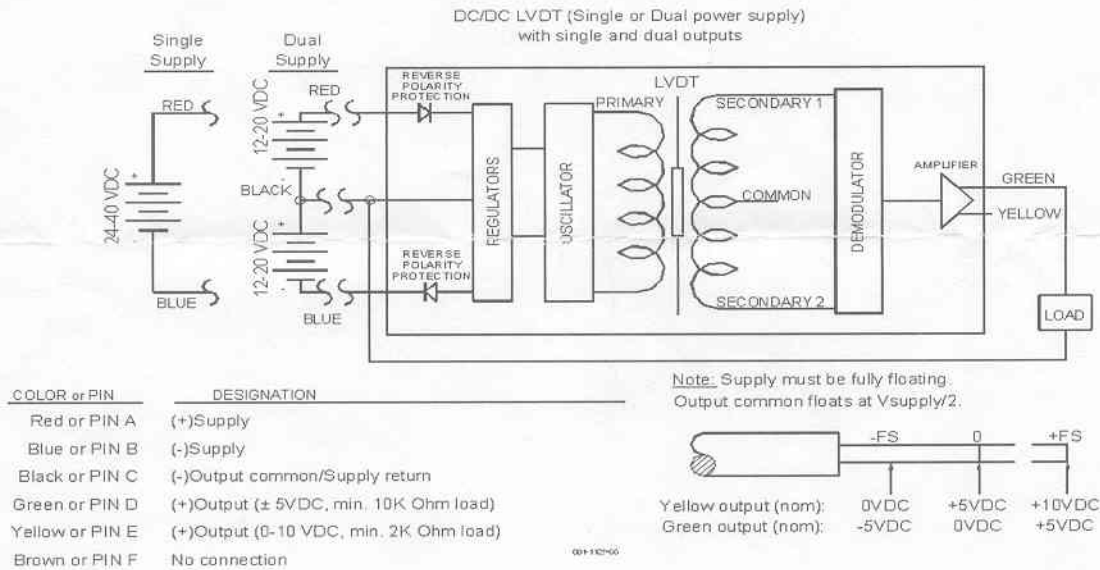 DC/DC LVDT (Single or Dual power supply)
with single and dual outputs
Single
Supply
Dual
Supply
RED
RED
REVERSE
POLARITY
PROTECTION
LVDT
PRIMARY
SECONDARY 1
24-40 VDC
12-20 VDC
12-20 VDC
BLACK
REGULATORS
OSCILLATOR
COMMON
DEMODULATOR
AMPLIFIER
GREEN
YELLOW
REVERSE
POLARITY
PROTECTION
BLUE
BLUE
SECONDARY 2
LOAD
Note: Supply must be fully floating.
Output common floats at Vsupply/2.
COLOR or PIN DESIGNATION
Red or PIN A (+)Supply
Blue or PIN B (-)Supply
Black or PIN C (-)Output common/Supply return
Green or PIN D (+)Output (± 5VDC, min. 10K Ohm load)
Yellow or PIN E (+)Output (0-10 VDC, min. 2K Ohm load)
Brown or PIN F No connection
-FS 0 +FS
Yellow output (nom): 0VDC +5VDC +10VDC
Green output (nom): -5VDC 0VDC +5VDC